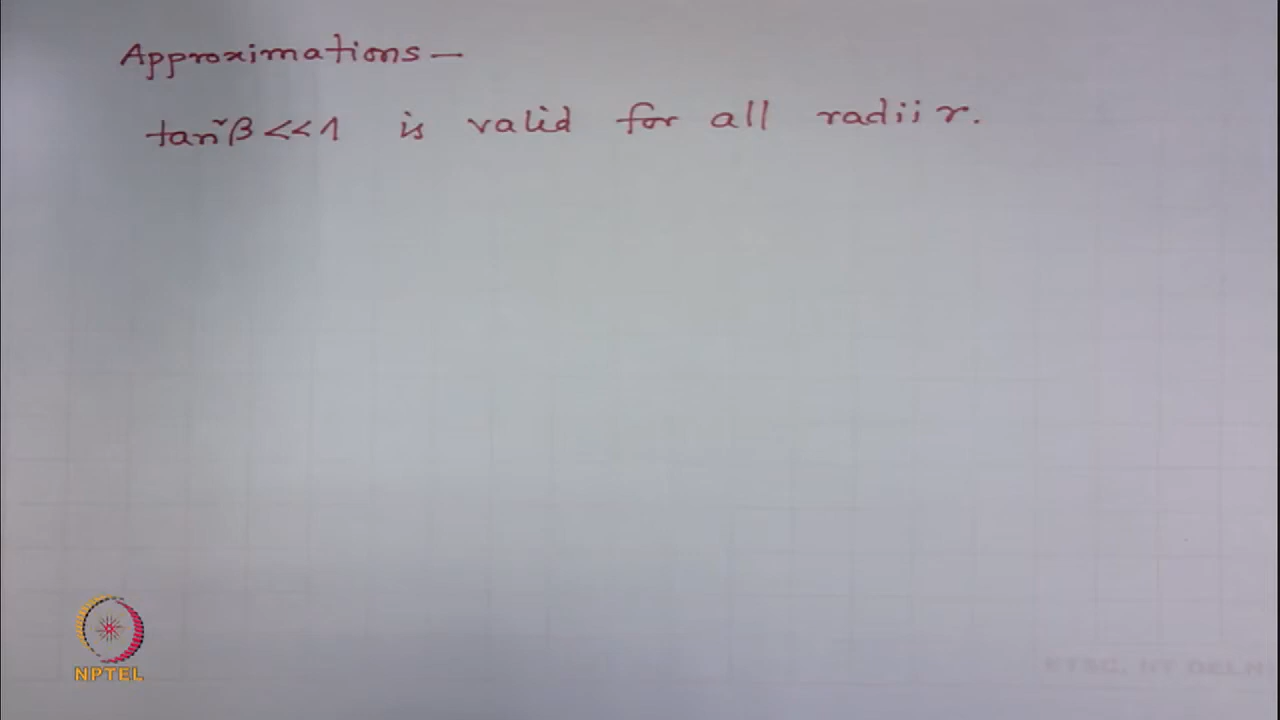 Approximations —
tan²β << 1 is valid for all radii r.
NPTEL